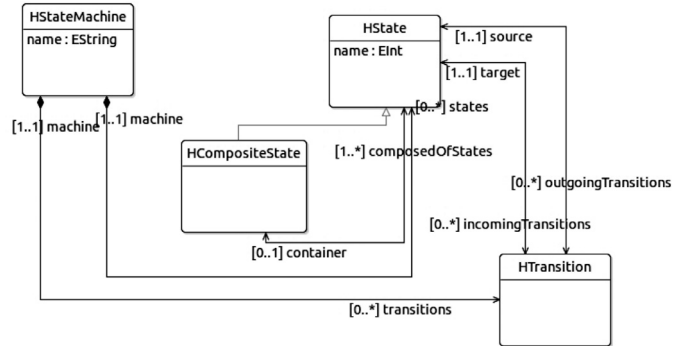 HStateMachine
name : EString
HState
name : EInt
[1..1] source
[1..1] target
[0..*] states
[1..1] machine
[1..1] machine
HCompositeState
[1..*] composedOfStates
[0..*] outgoingTransitions
[0..*] incomingTransitions
[0..1] container
HTransition
[0..*] transitions